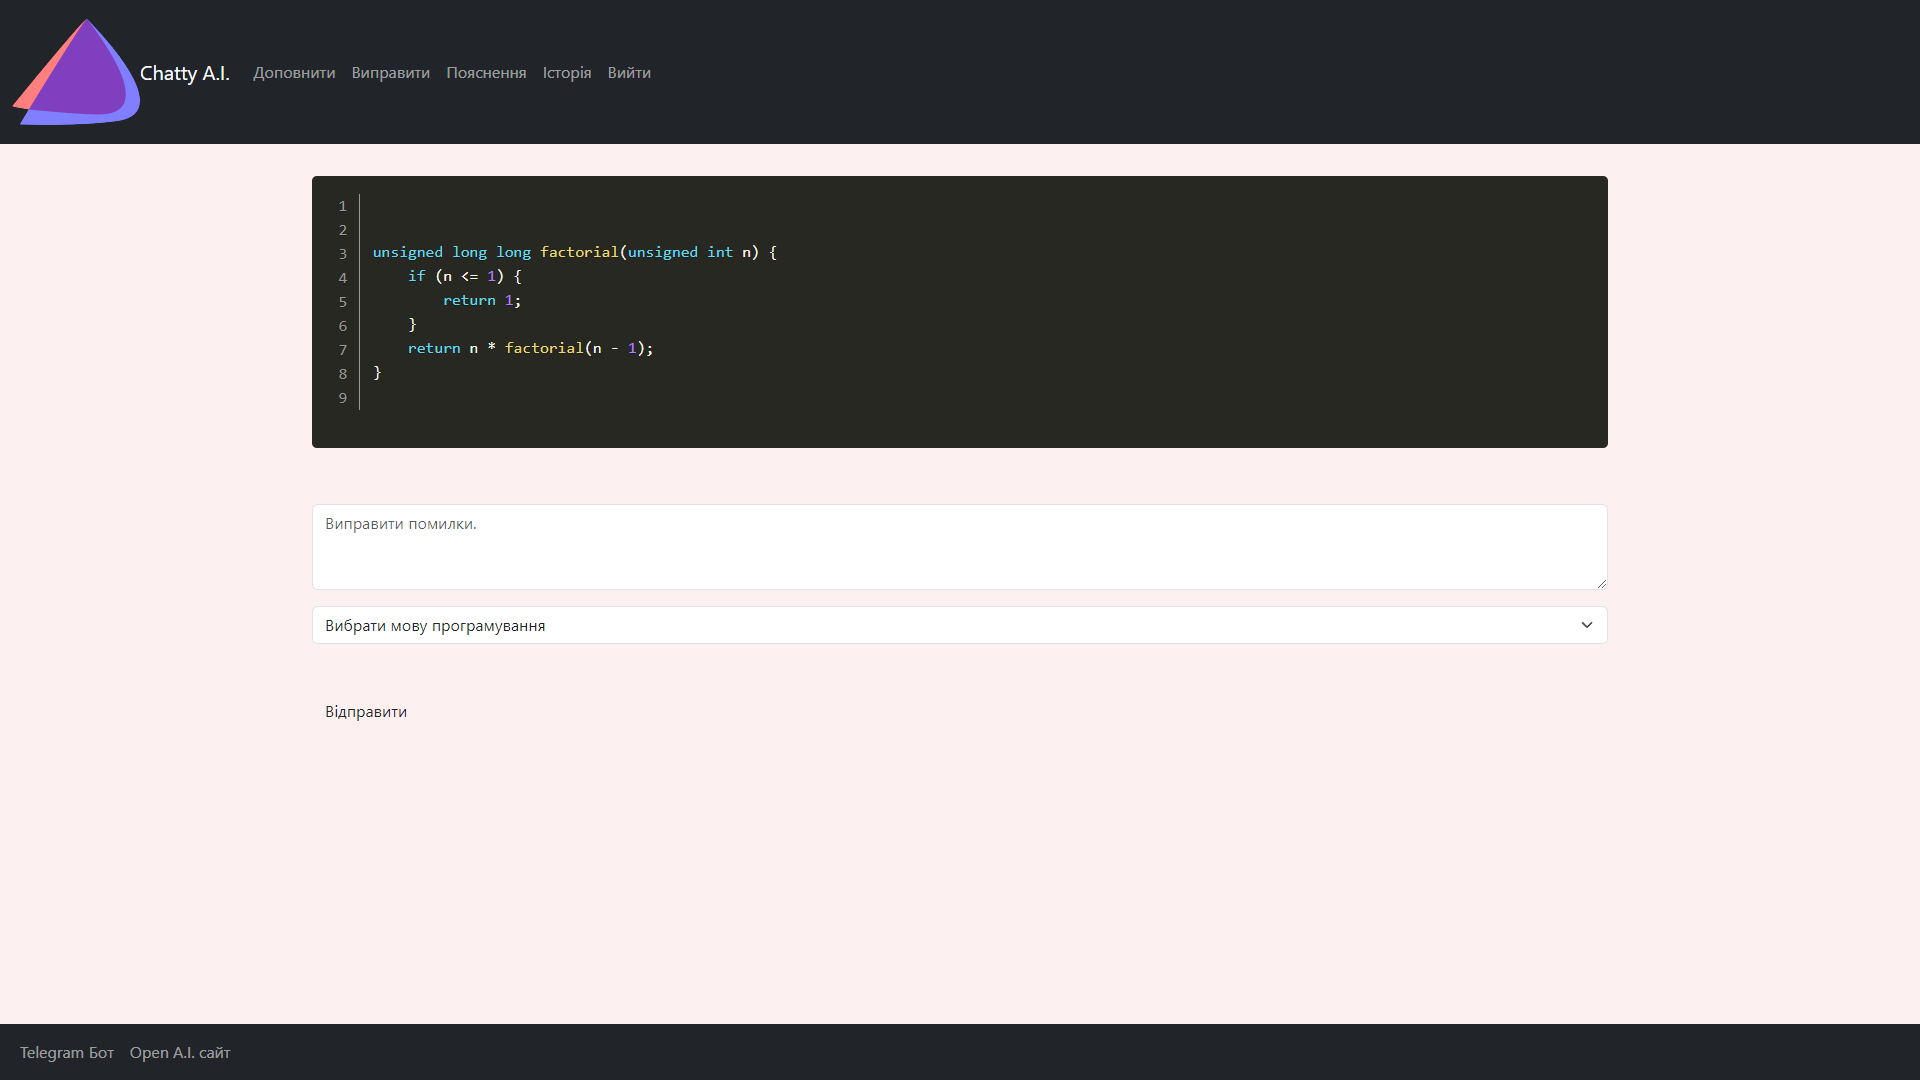 Chatty A.I. Доповнити Виправити Пояснення Історія Вийти
1
2
3 unsigned long long factorial(unsigned int n) {
4     if (n <= 1) {
5         return 1;
6     }
7     return n * factorial(n - 1);
8 }
9
Виправити помилки.
Вибрати мову програмування
Відправити
Telegram Бот Open A.I. сайт